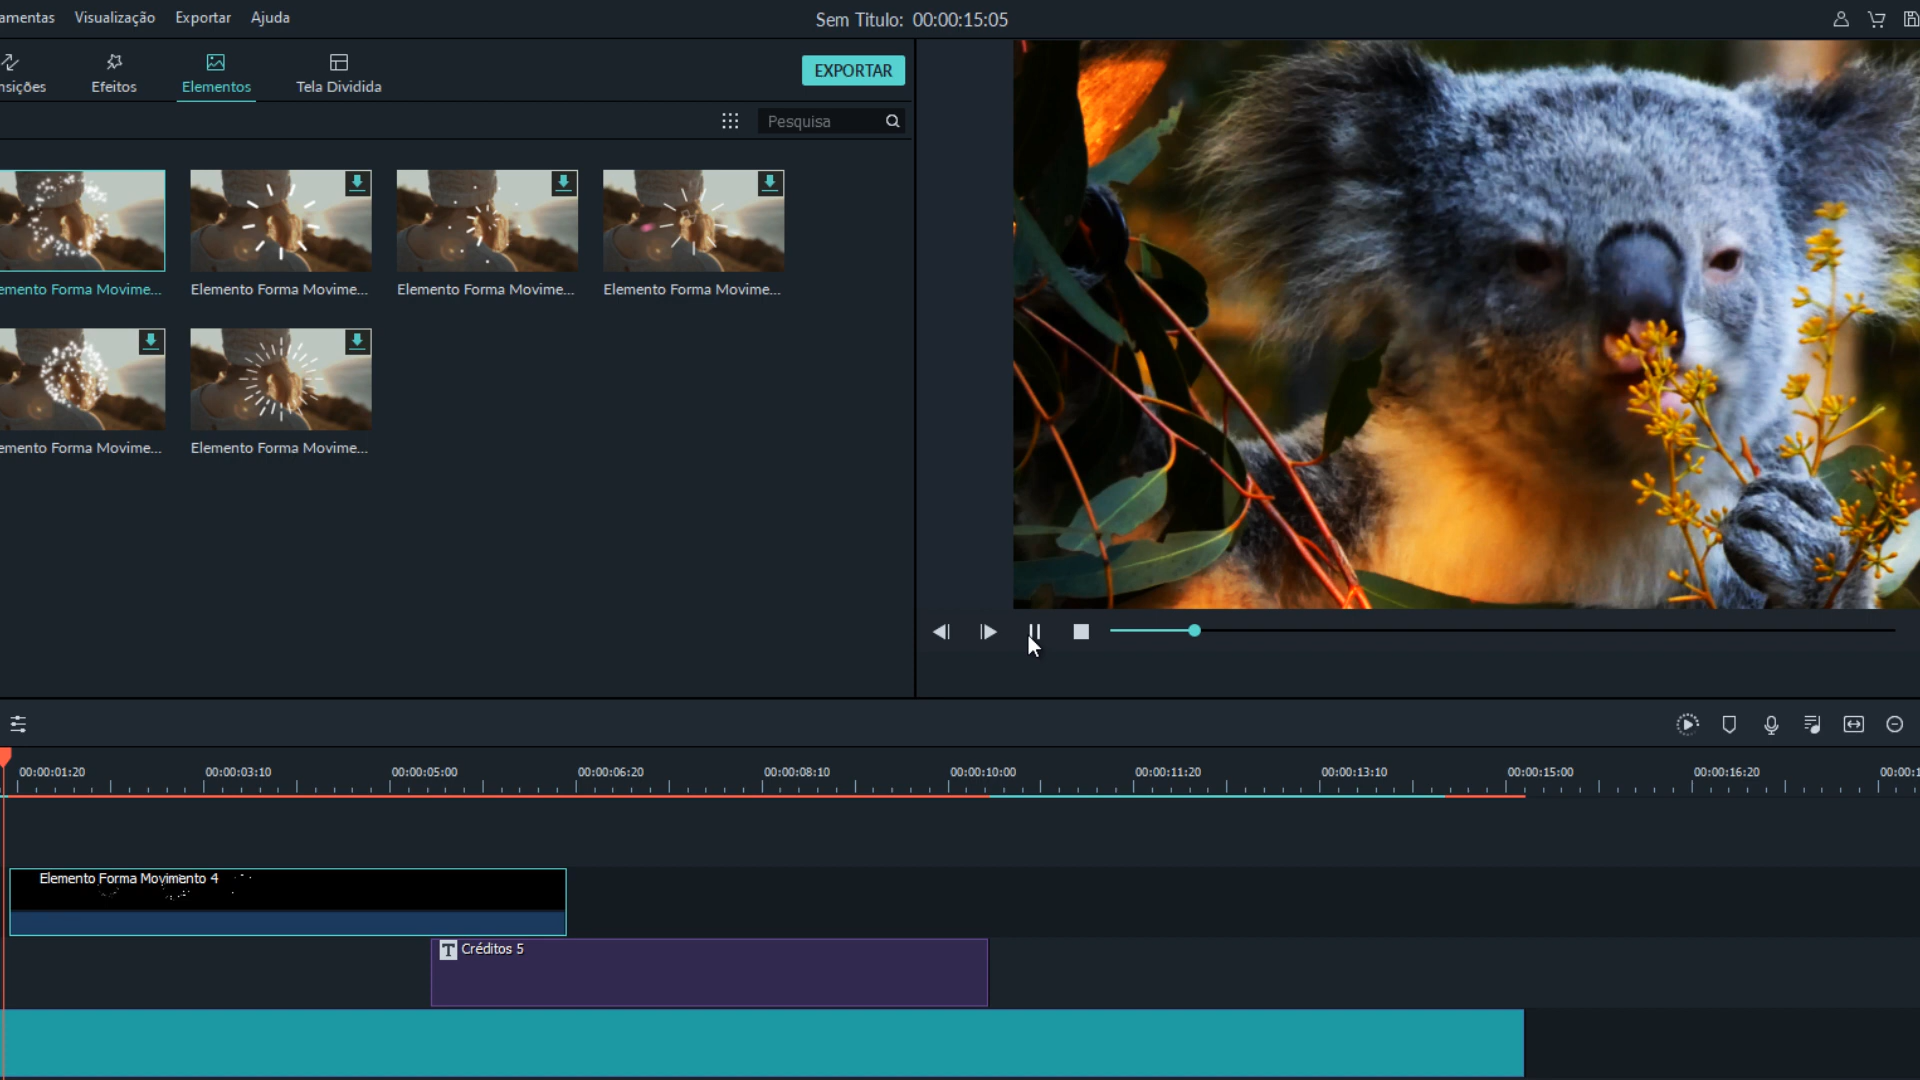 amentas Visualização Exportar Ajuda
Sem Titulo: 00:00:15:05
nsições Efeitos Elementos Tela Dividida
EXPORTAR
Pesquisa
emento Forma Movime... Elemento Forma Movime... Elemento Forma Movime... Elemento Forma Movime...
emento Forma Movime... Elemento Forma Movime...
00:00:01:20 00:00:03:10 00:00:05:00 00:00:06:20 00:00:08:10 00:00:10:00 00:00:11:20 00:00:13:10 00:00:15:00 00:00:16:20 00:00:1
Elemento Forma Movimento 4
T Créditos 5